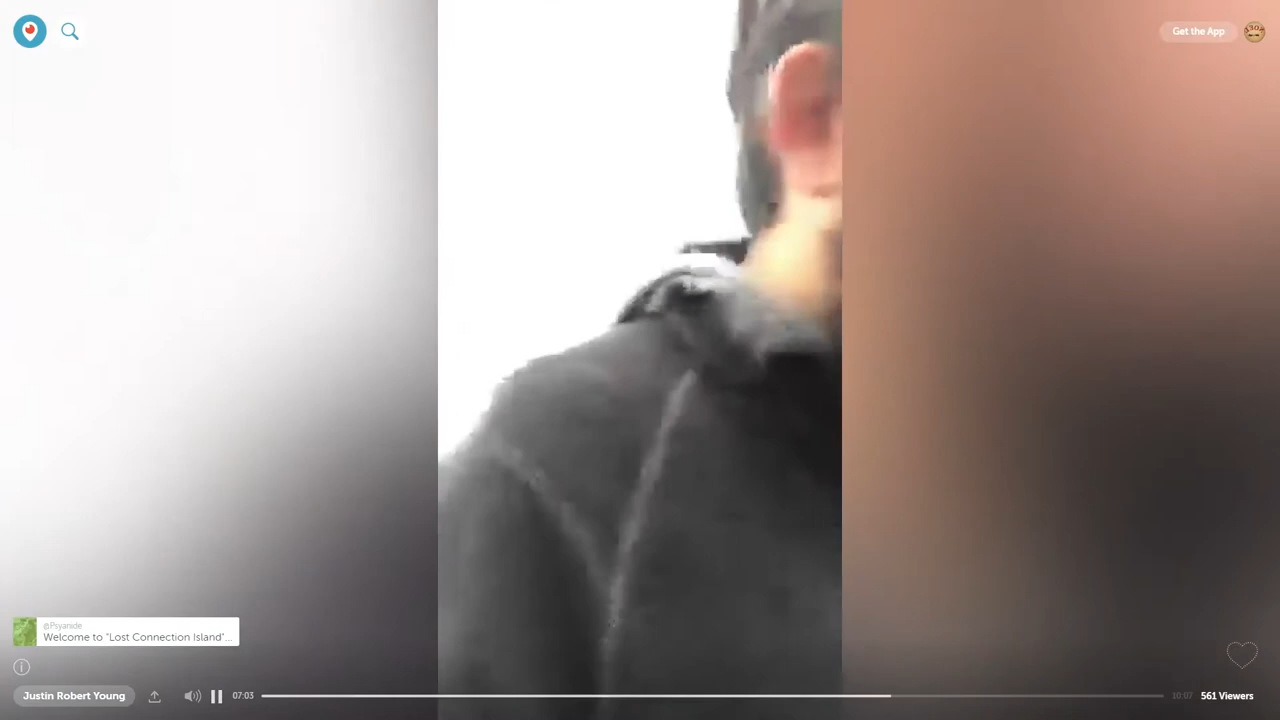 Get the App
@Psyanide
Welcome to "Lost Connection Island"...
Justin Robert Young
07:03
10:07
561 Viewers